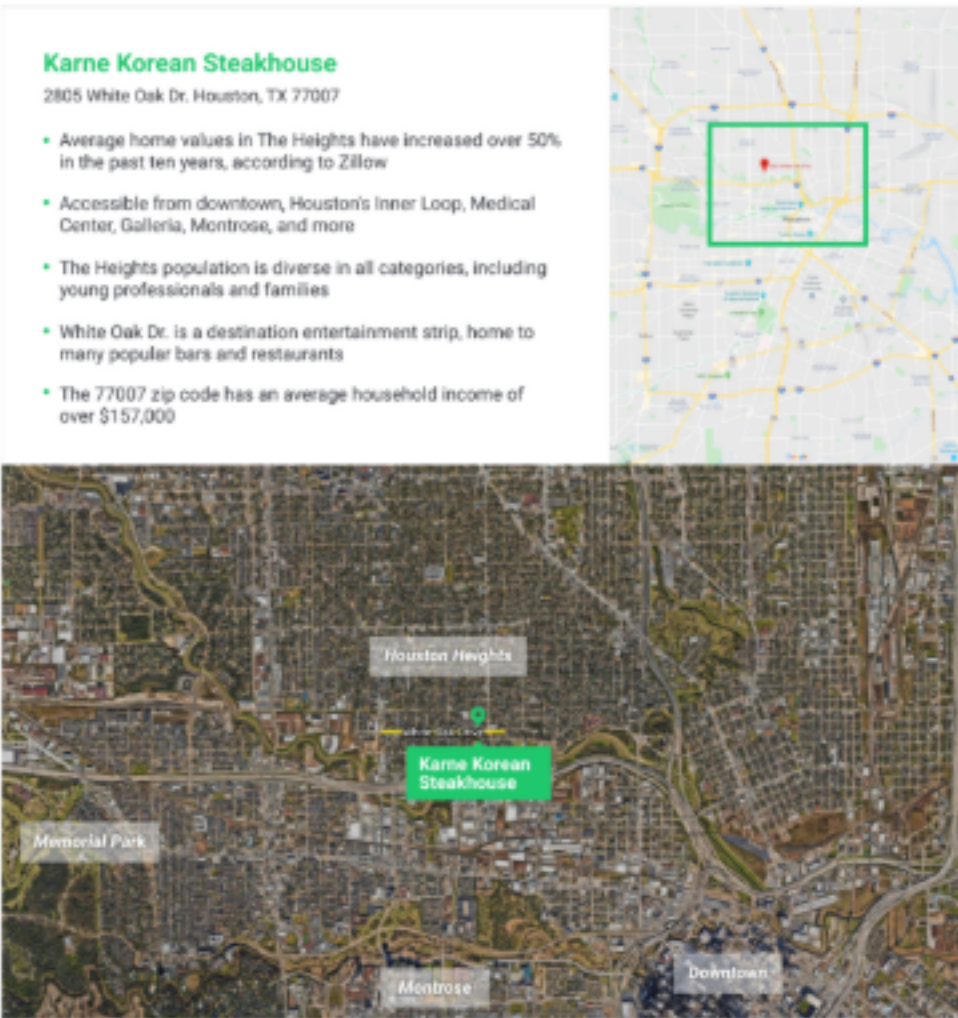 Karne Korean Steakhouse
2805 White Oak Dr. Houston, TX 77007
• Average home values in The Heights have increased over 50%
in the past ten years, according to Zillow
• Accessible from downtown, Houston's Inner Loop, Medical
Center, Galleria, Montrose, and more
• The Heights population is diverse in all categories, including
young professionals and families
• White Oak Dr. is a destination entertainment strip, home to
many popular bars and restaurants
• The 77007 zip code has an average household income of
over $157,000
Google
Houston Heights
White Oak Drive
Karne Korean
Steakhouse
Memorial Park
Montrose
Downtown